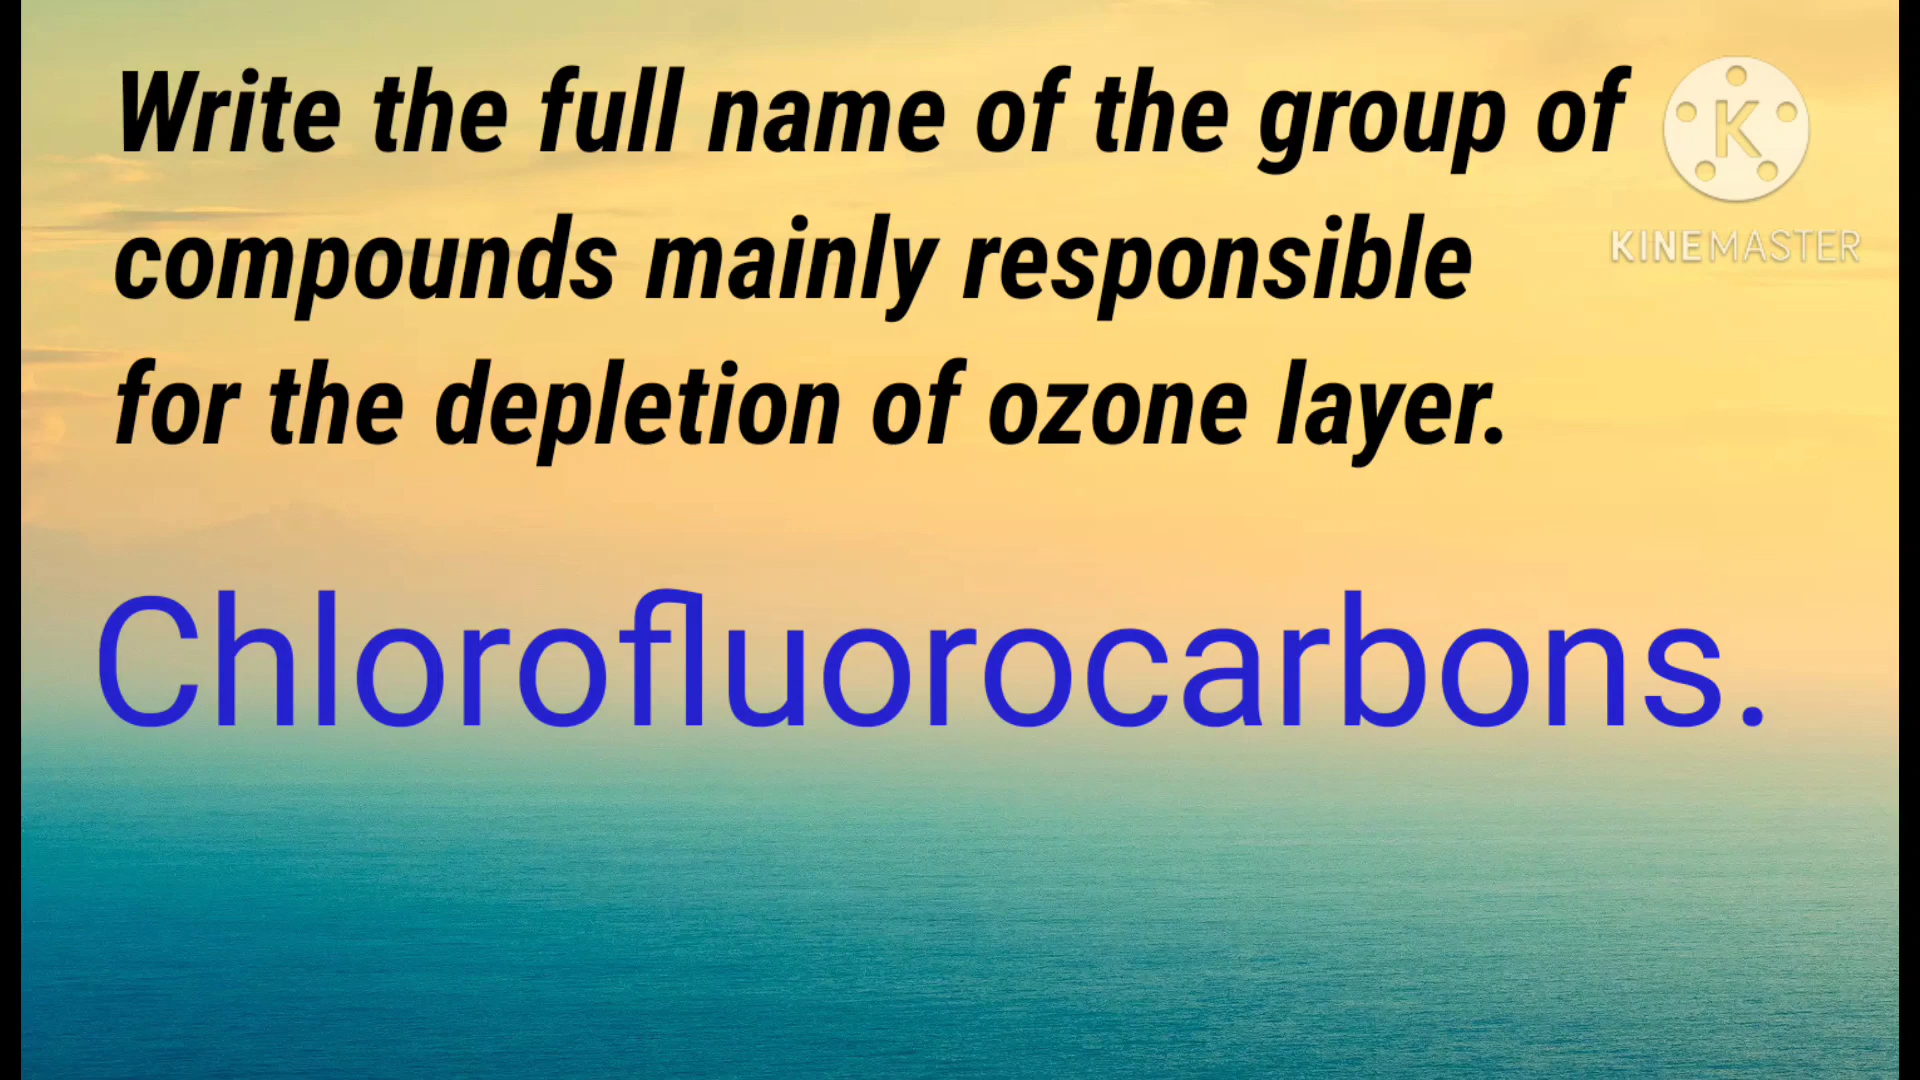 Write the full name of the group of
compounds mainly responsible
for the depletion of ozone layer.
Chlorofluorocarbons.
K
KINEMASTER